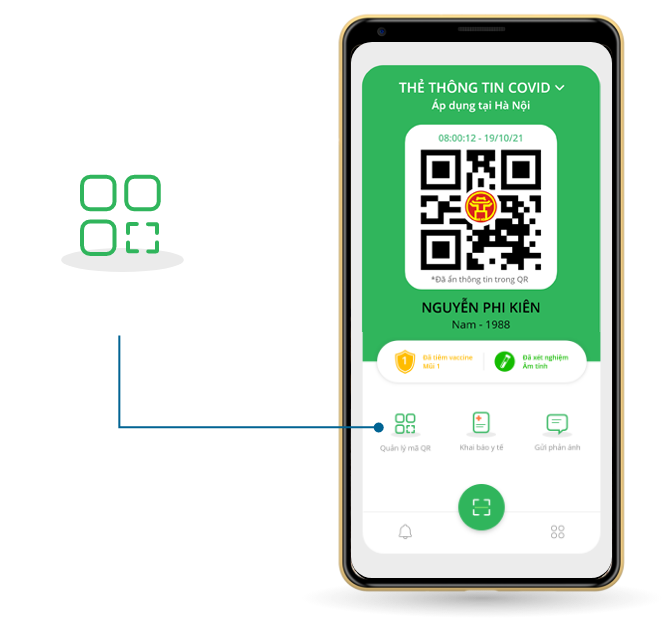 THẺ THÔNG TIN COVID
Áp dụng tại Hà Nội
08:00:12 - 19/10/21
*Đã ẩn thông tin trong QR
NGUYỄN PHI KIÊN
Nam - 1988
1
Đã tiêm vaccine
Mũi 1
Đã xét nghiệm
Âm tính
Quản lý mã QR
Khai báo y tế
Gửi phản ánh